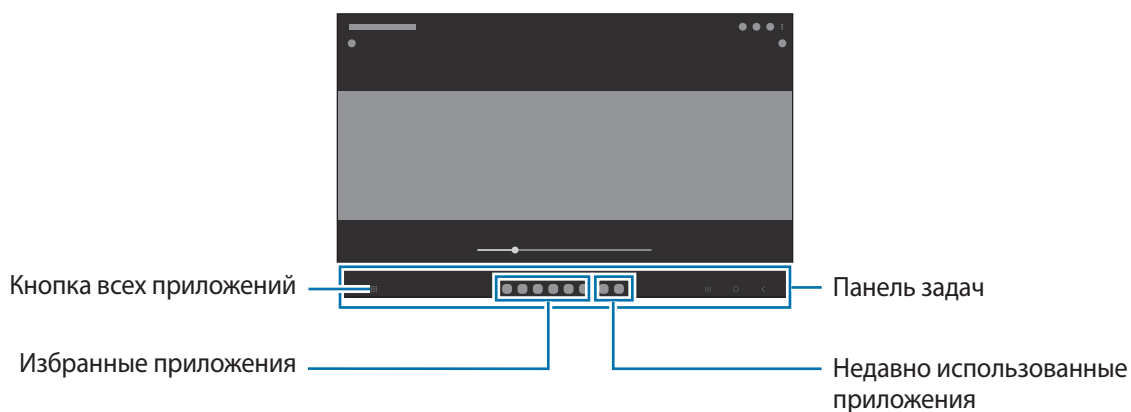 Кнопка всех приложений
Панель задач
Избранные приложения
Недавно использованные
приложения